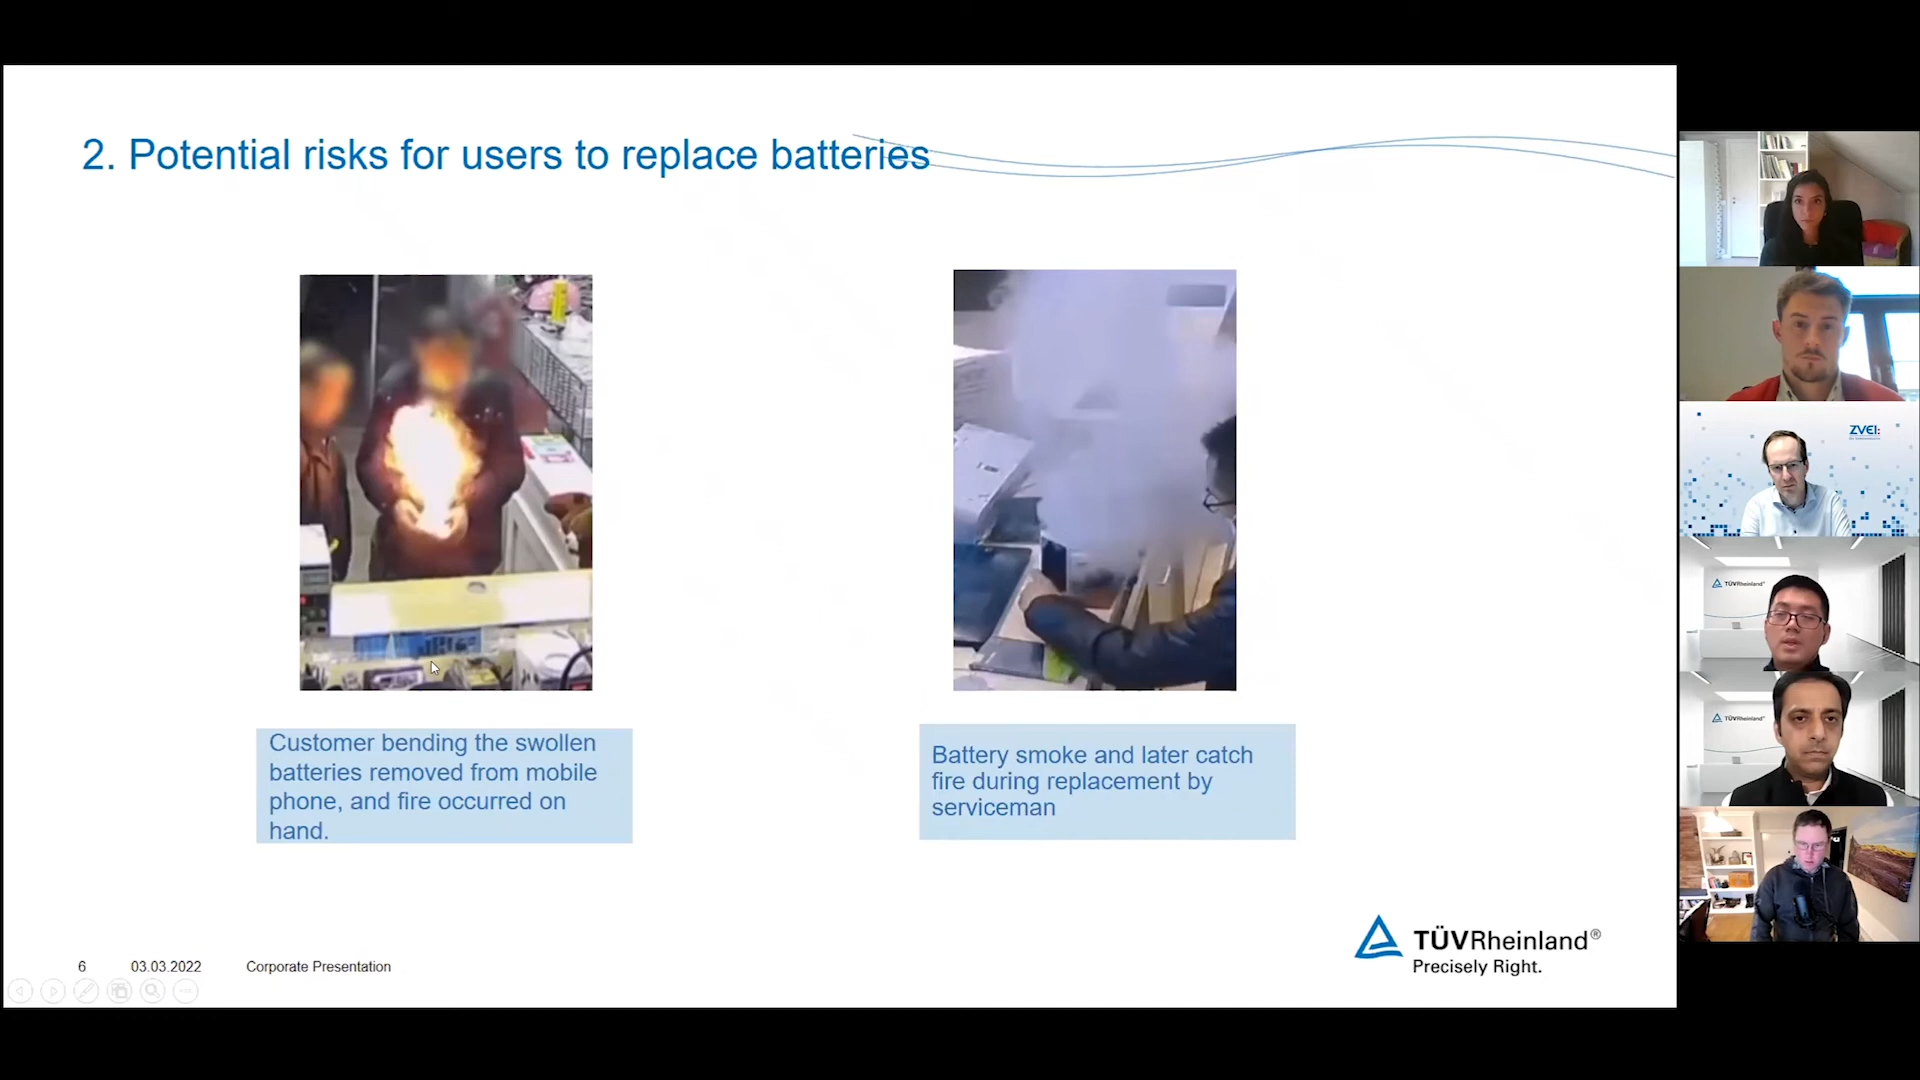 2. Potential risks for users to replace batteries
Customer bending the swollen
batteries removed from mobile
phone, and fire occurred on
hand.
Battery smoke and later catch
fire during replacement by
serviceman
6 03.03.2022 Corporate Presentation
TÜVRheinland®
Precisely Right.
ZVEI:
TÜVRheinland®
TÜVRheinland®